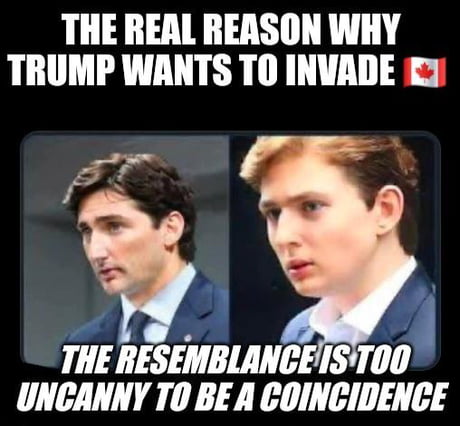 THE REAL REASON WHY
TRUMP WANTS TO INVADE 🇨🇦
THE RESEMBLANCE IS TOO
UNCANNY TO BE A COINCIDENCE